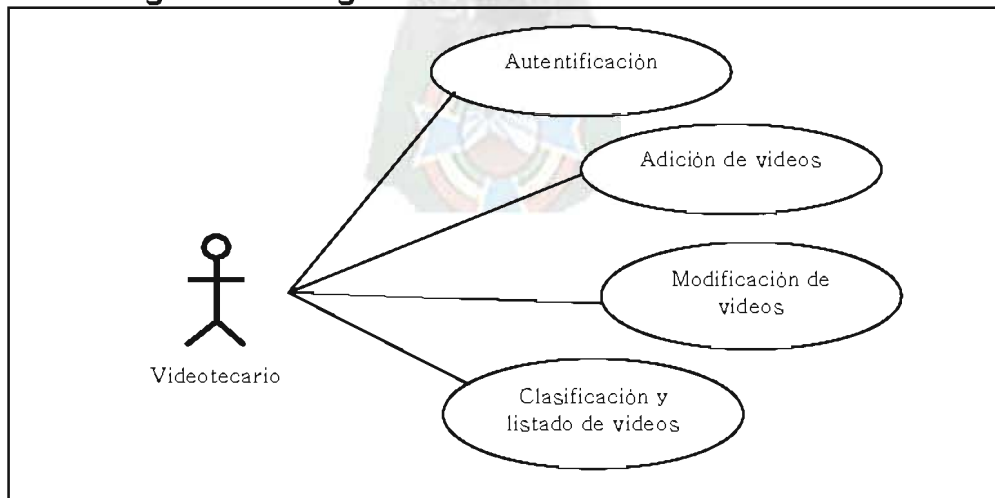 Autentificación
Adición de videos
Modificación de
videos
Clasificación y
listado de videos
Videotecario